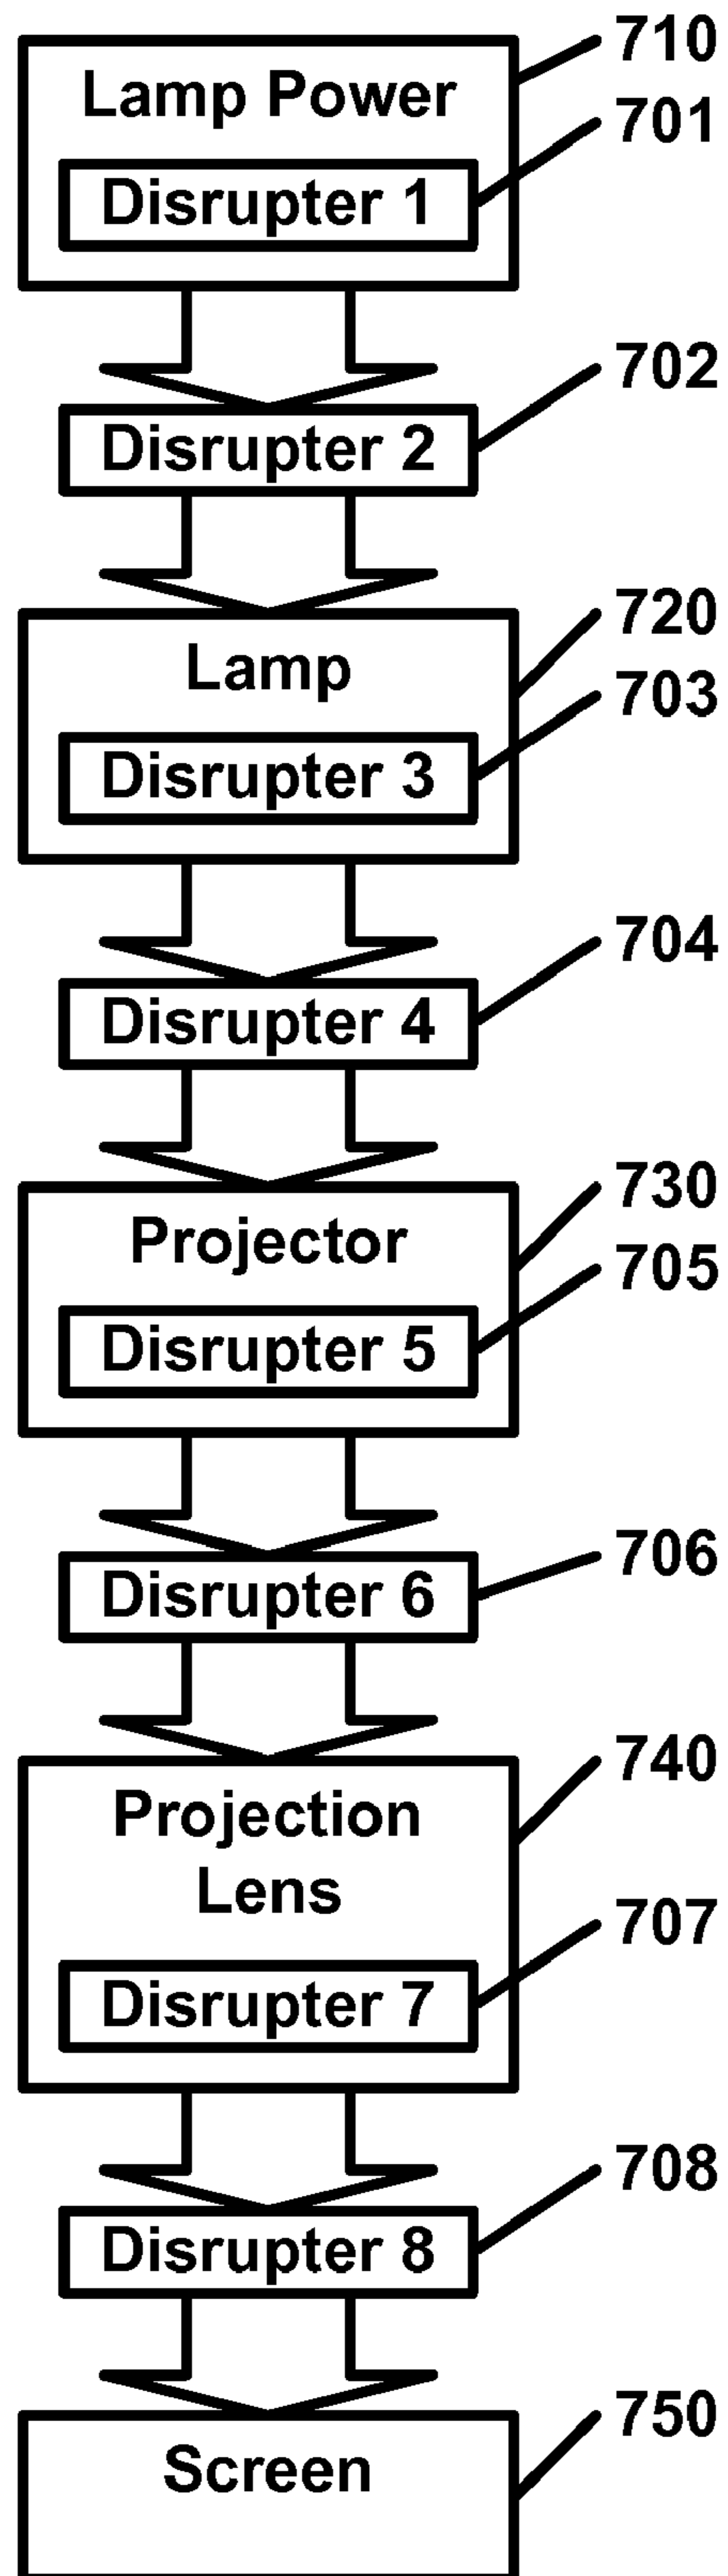 710
Lamp Power
701
Disrupter 1
702
Disrupter 2
720
Lamp
703
Disrupter 3
704
Disrupter 4
730
Projector
705
Disrupter 5
706
Disrupter 6
740
Projection
Lens
707
Disrupter 7
708
Disrupter 8
750
Screen